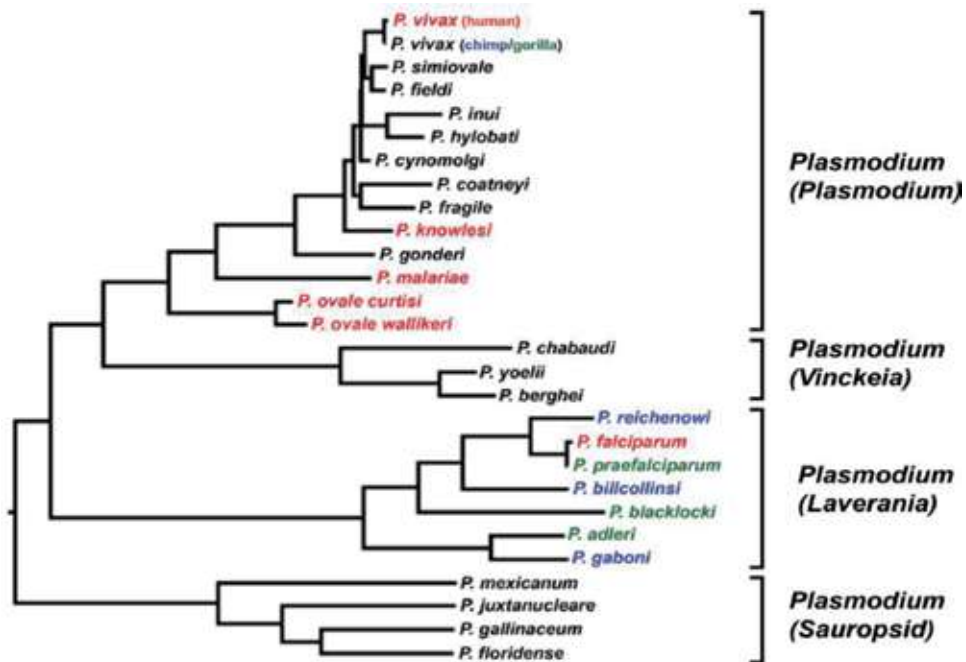 P. vivax (human)
P. vivax (chimp/gorilla)
P. simiovale
P. fieldi
P. inui
P. hylobati
P. cynomolgi
P. coatneyi
P. fragile
P. knowlesi
P. gonderi
P. malariae
P. ovale curtisi
P. ovale wallikeri
Plasmodium
(Plasmodium)
P. chabaudi
P. yoelii
P. berghei
Plasmodium
(Vinckeia)
P. reichenowi
P. falciparum
P. praefalciparum
P. billcollinsi
P. blacklocki
P. adleri
P. gaboni
Plasmodium
(Laverania)
P. mexicanum
P. juxtanucleare
P. gallinaceum
P. floridense
Plasmodium
(Sauropsid)